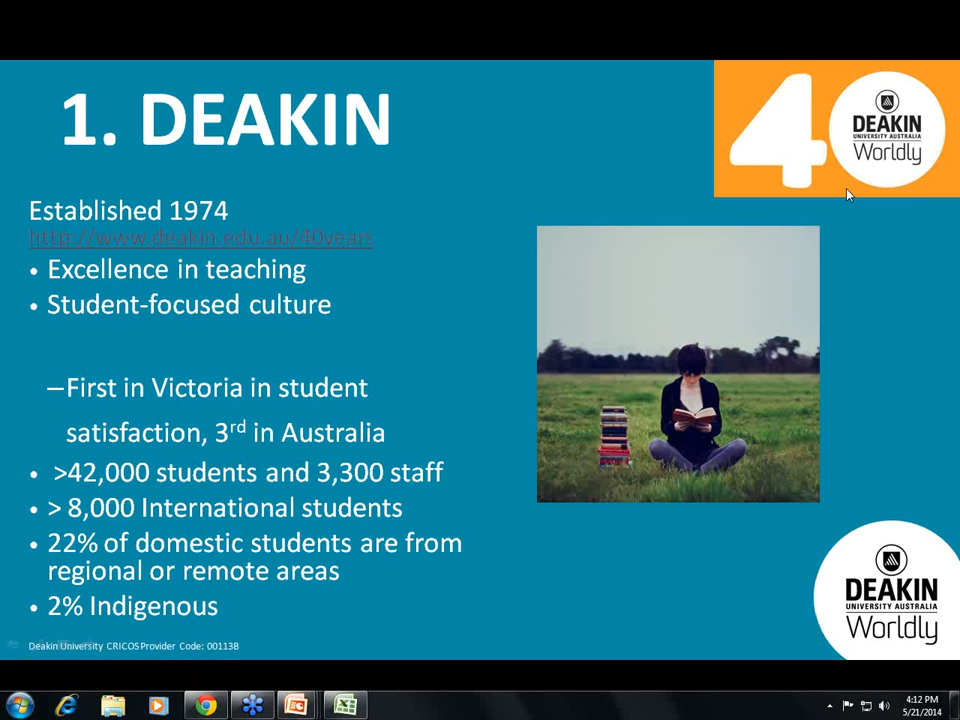 1. DEAKIN
40
DEAKIN
UNIVERSITY AUSTRALIA
Worldly
Established 1974
http://www.deakin.edu.au/40years
• Excellence in teaching
• Student-focused culture
–First in Victoria in student
satisfaction, 3rd in Australia
• >42,000 students and 3,300 staff
• > 8,000 International students
• 22% of domestic students are from
regional or remote areas
• 2% Indigenous
DEAKIN
UNIVERSITY AUSTRALIA
Worldly
Deakin University CRICOS Provider Code: 00113B
4:12 PM
5/21/2014